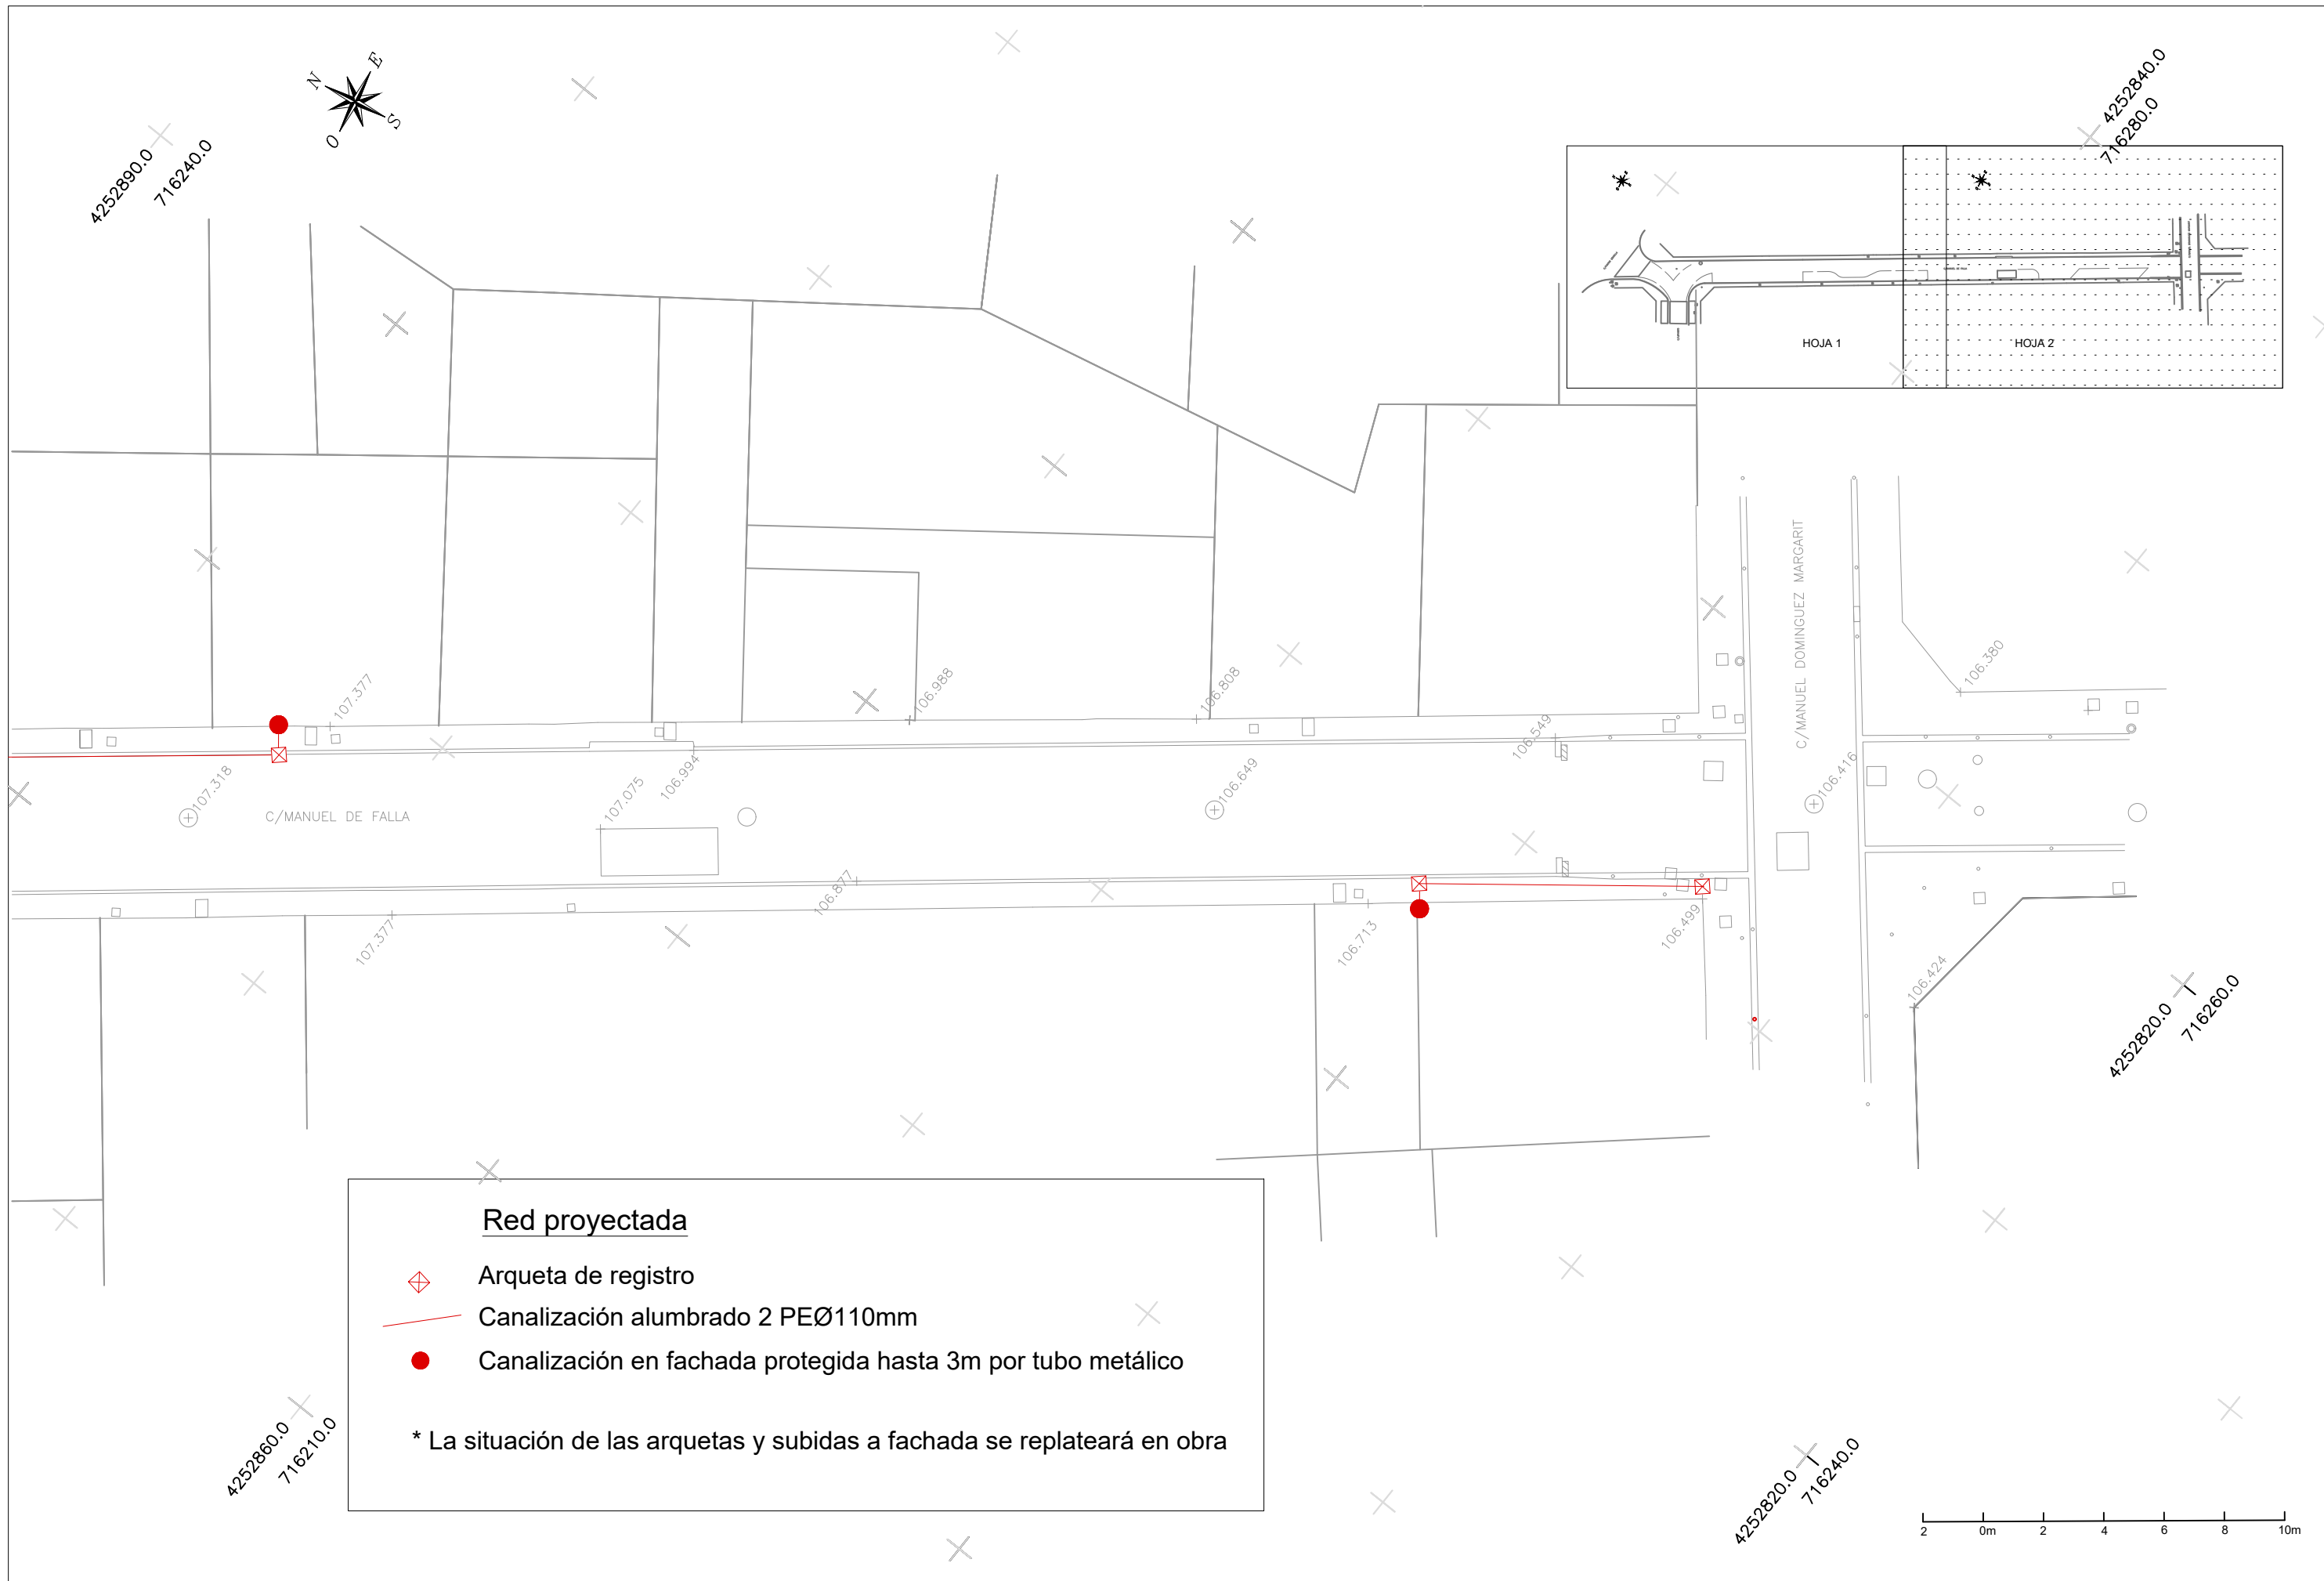 N
E
S
O
4252890.0
716240.0
4252840.0
716280.0
HOJA 1
HOJA 2
C/MANUEL DOMINGUEZ MARGARIT
106.380
107.377
106.988
106.808
106.549
107.318
107.075
106.994
106.649
106.416
C/MANUEL DE FALLA
106.877
107.377
106.713
106.499
106.424
4252820.0
716260.0
Red proyectada
Arqueta de registro
Canalización alumbrado 2 PEØ110mm
Canalización en fachada protegida hasta 3m por tubo metálico
* La situación de las arquetas y subidas a fachada se replateará en obra
4252860.0
716210.0
4252820.0
716240.0
2 0m 2 4 6 8 10m